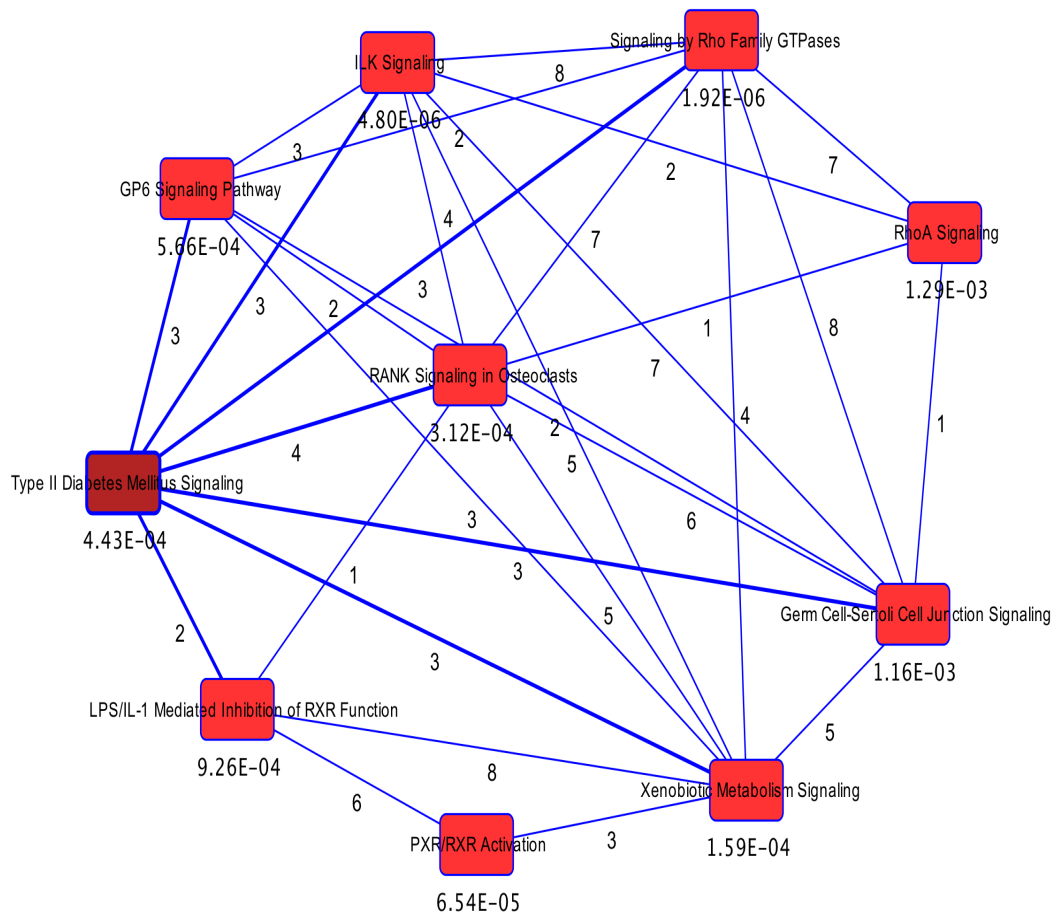 Signaling by Rho Family GTPases
ILK Signaling
8
1.92E-06
4.80E-06
2
3
7
2
GP6 Signaling Pathway
4
RhoA Signaling
7
5.66E-04
3
1.29E-03
3
2
1
8
3
7
RANK Signaling in Osteoclasts
4
1
2
3.12E-04
4
5
Type II Diabetes Mellitus Signaling
3
6
4.43E-04
3
1
5
Germ Cell-Sertoli Cell Junction Signaling
2
3
1.16E-03
LPS/IL-1 Mediated Inhibition of RXR Function
5
9.26E-04
8
Xenobiotic Metabolism Signaling
6
3
PXR/RXR Activation
1.59E-04
6.54E-05